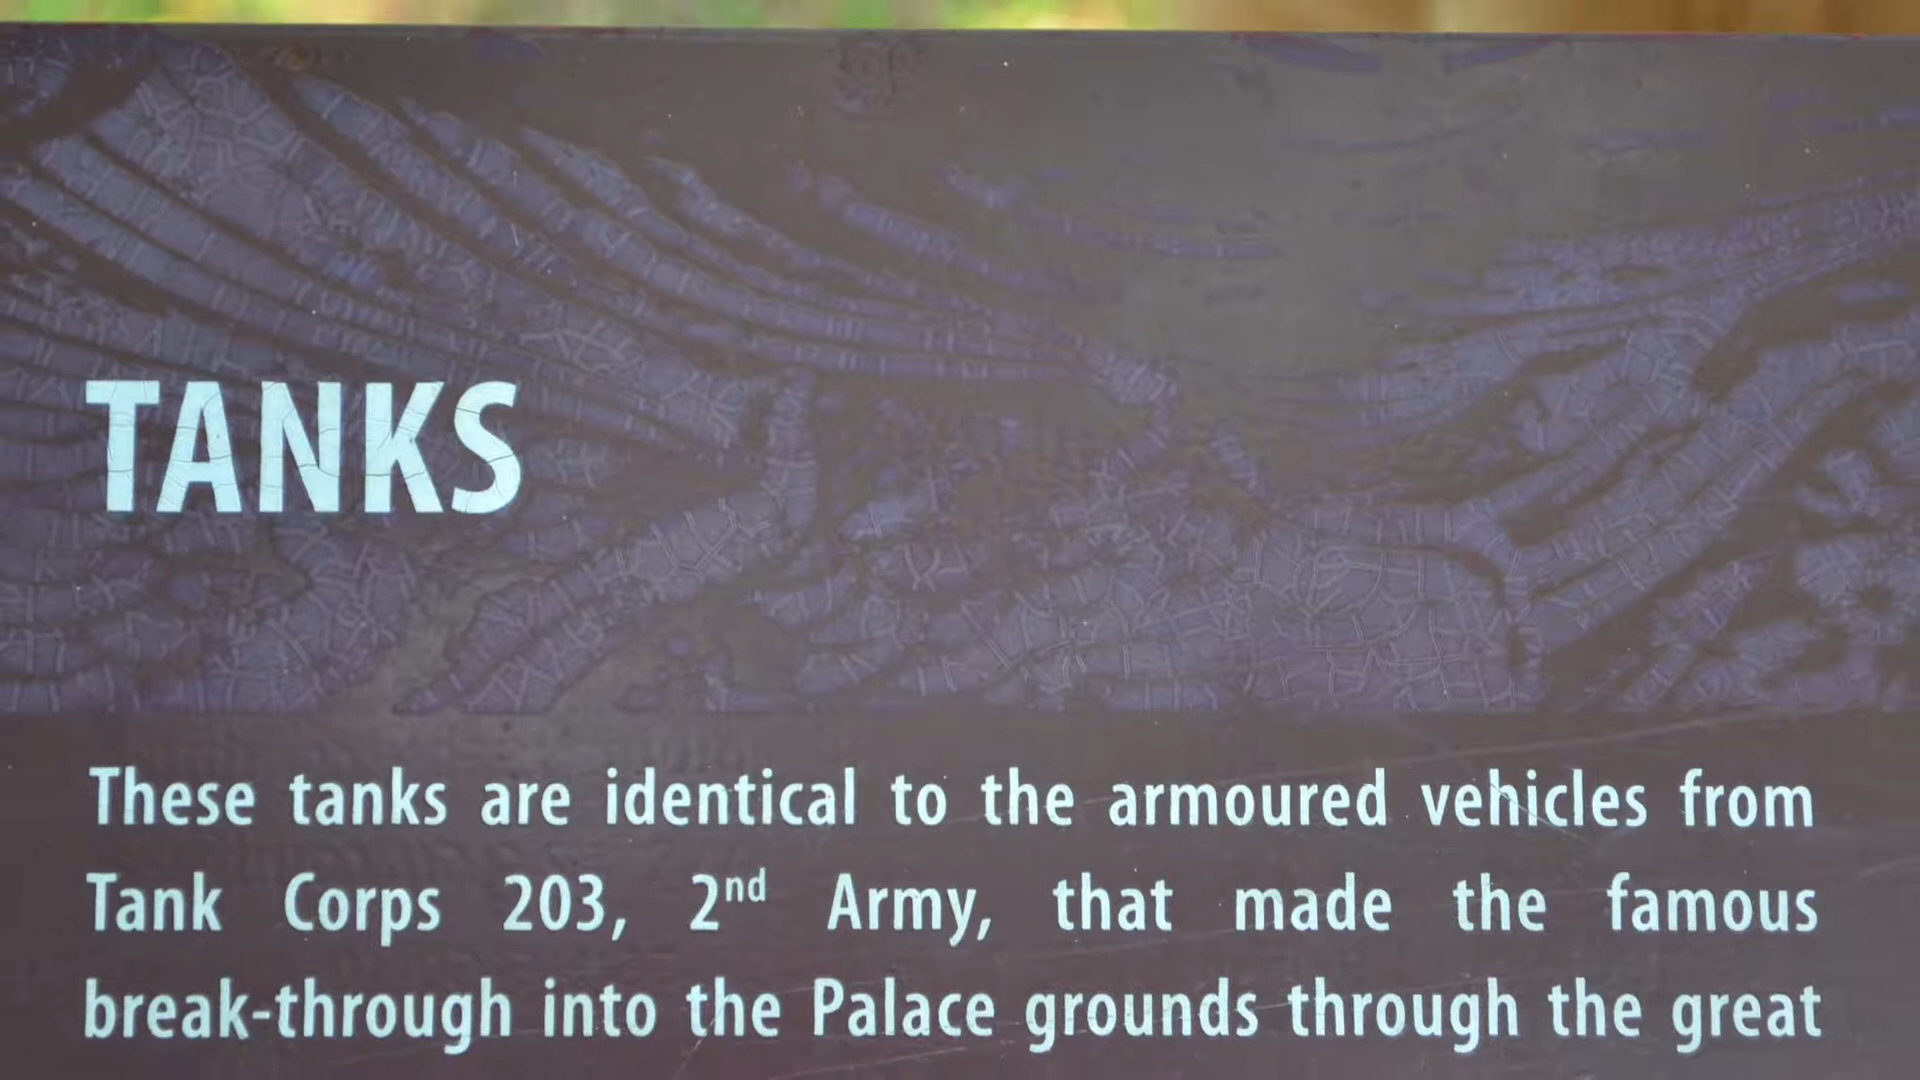 TANKS
These tanks are identical to the armoured vehicles from
Tank Corps 203, 2nd Army, that made the famous
break-through into the Palace grounds through the great